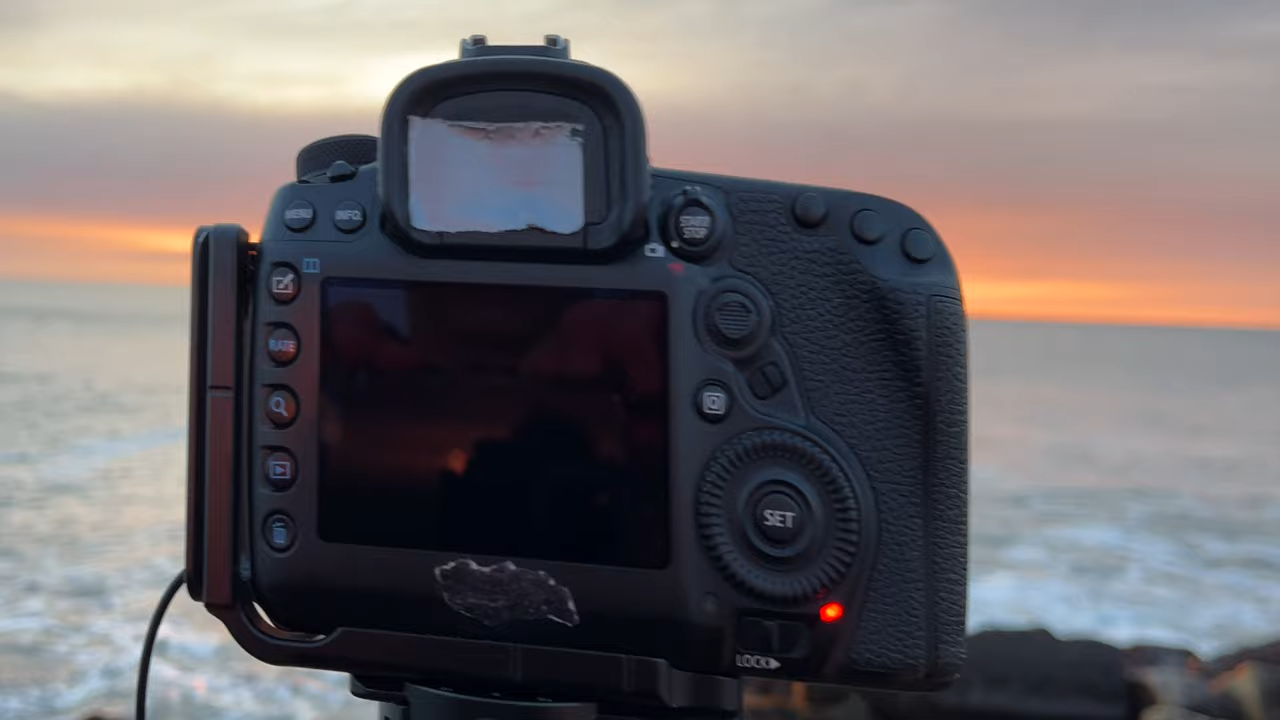 MENU
INFO.
START/
STOP
RATE
SET
LOCK▶